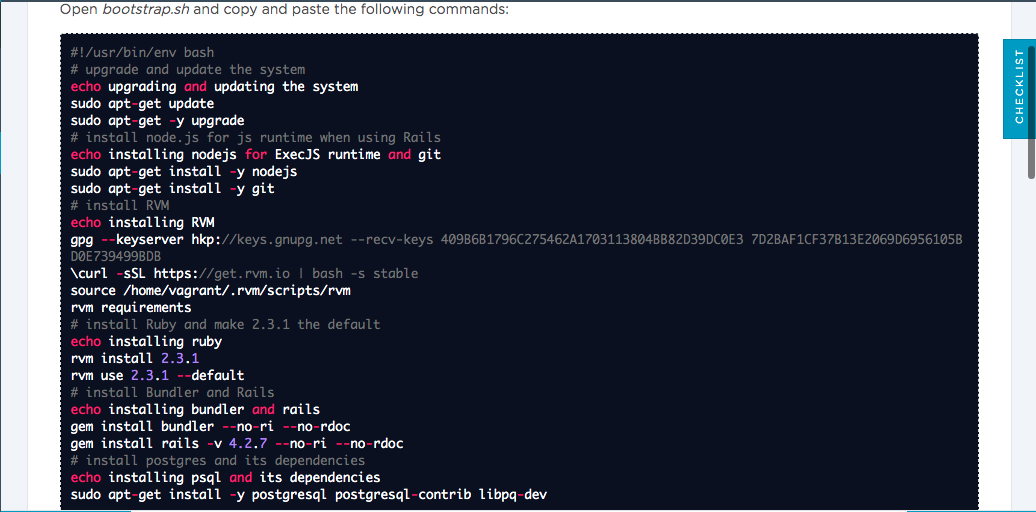 Open bootstrap.sh and copy and paste the following commands:
CHECKLIST
#!/usr/bin/env bash
# upgrade and update the system
echo upgrading and updating the system
sudo apt-get update
sudo apt-get -y upgrade
# install node.js for js runtime when using Rails
echo installing nodejs for ExecJS runtime and git
sudo apt-get install -y nodejs
sudo apt-get install -y git
# install RVM
echo installing RVM
gpg --keyserver hkp://keys.gnupg.net --recv-keys 409B6B1796C275462A1703113804BB82D39DC0E3 7D2BAF1CF37B13E2069D6956105B
D0E739499BDB
\curl -sSL https://get.rvm.io | bash -s stable
source /home/vagrant/.rvm/scripts/rvm
rvm requirements
# install Ruby and make 2.3.1 the default
echo installing ruby
rvm install 2.3.1
rvm use 2.3.1 --default
# install Bundler and Rails
echo installing bundler and rails
gem install bundler --no-ri --no-rdoc
gem install rails -v 4.2.7 --no-ri --no-rdoc
# install postgres and its dependencies
echo installing psql and its dependencies
sudo apt-get install -y postgresql postgresql-contrib libpq-dev